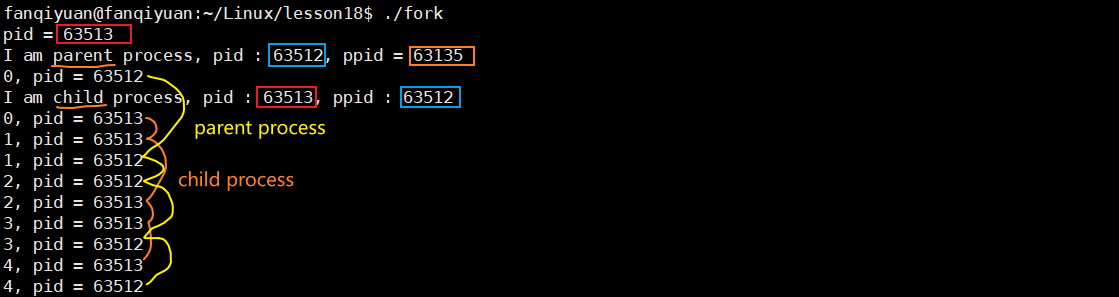 fanqiyuan@fanqiyuan:~/Linux/lesson18$ ./fork
pid = 63513
I am parent process, pid : 63512, ppid = 63135
0, pid = 63512
I am child process, pid : 63513, ppid : 63512
0, pid = 63513
parent process
1, pid = 63513
1, pid = 63512
2, pid = 63512
child process
2, pid = 63513
3, pid = 63513
3, pid = 63512
4, pid = 63513
4, pid = 63512